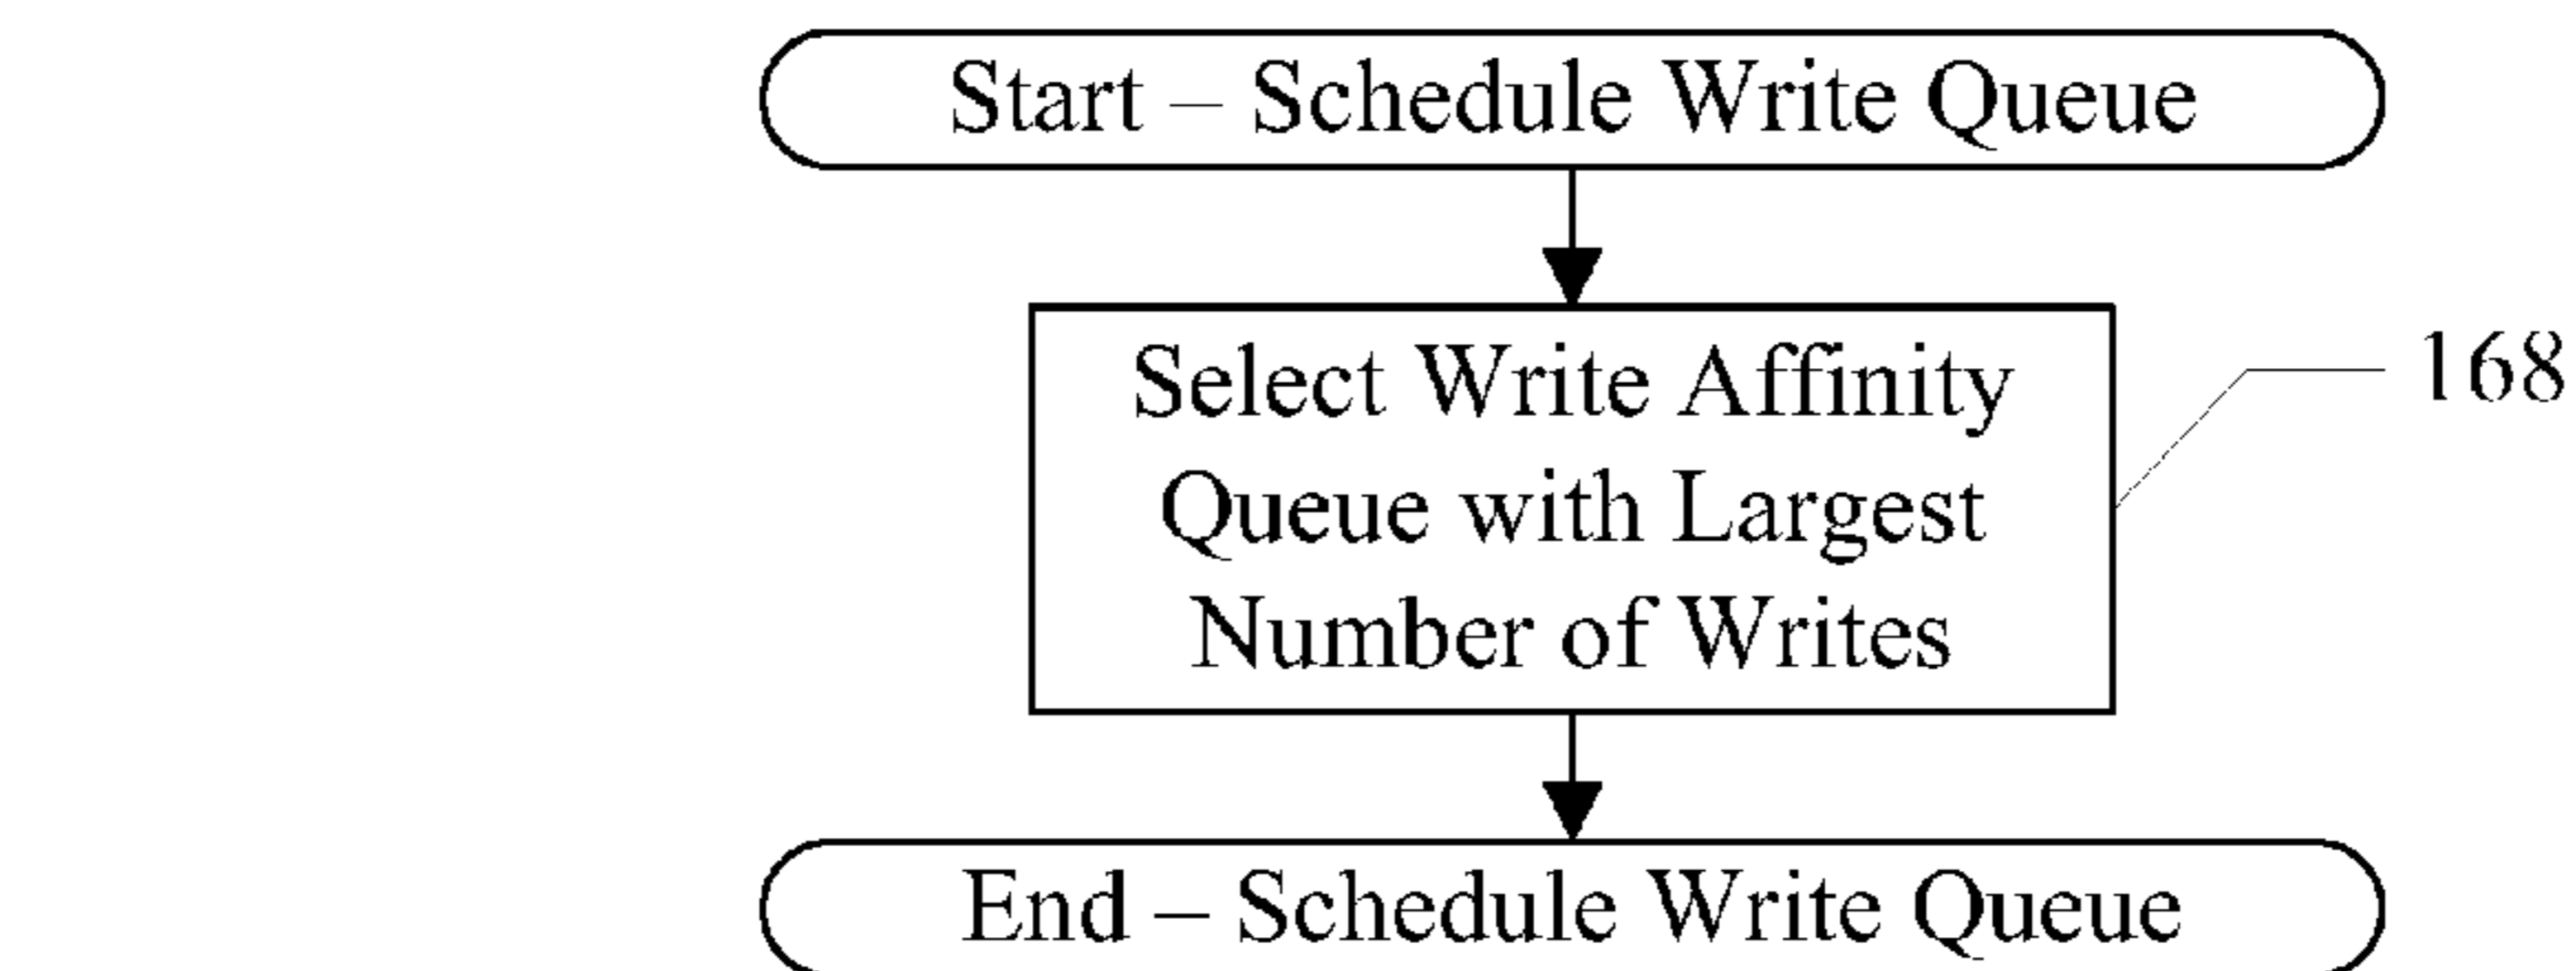 Start – Schedule Write Queue
Select Write Affinity
Queue with Largest
Number of Writes
168
End – Schedule Write Queue